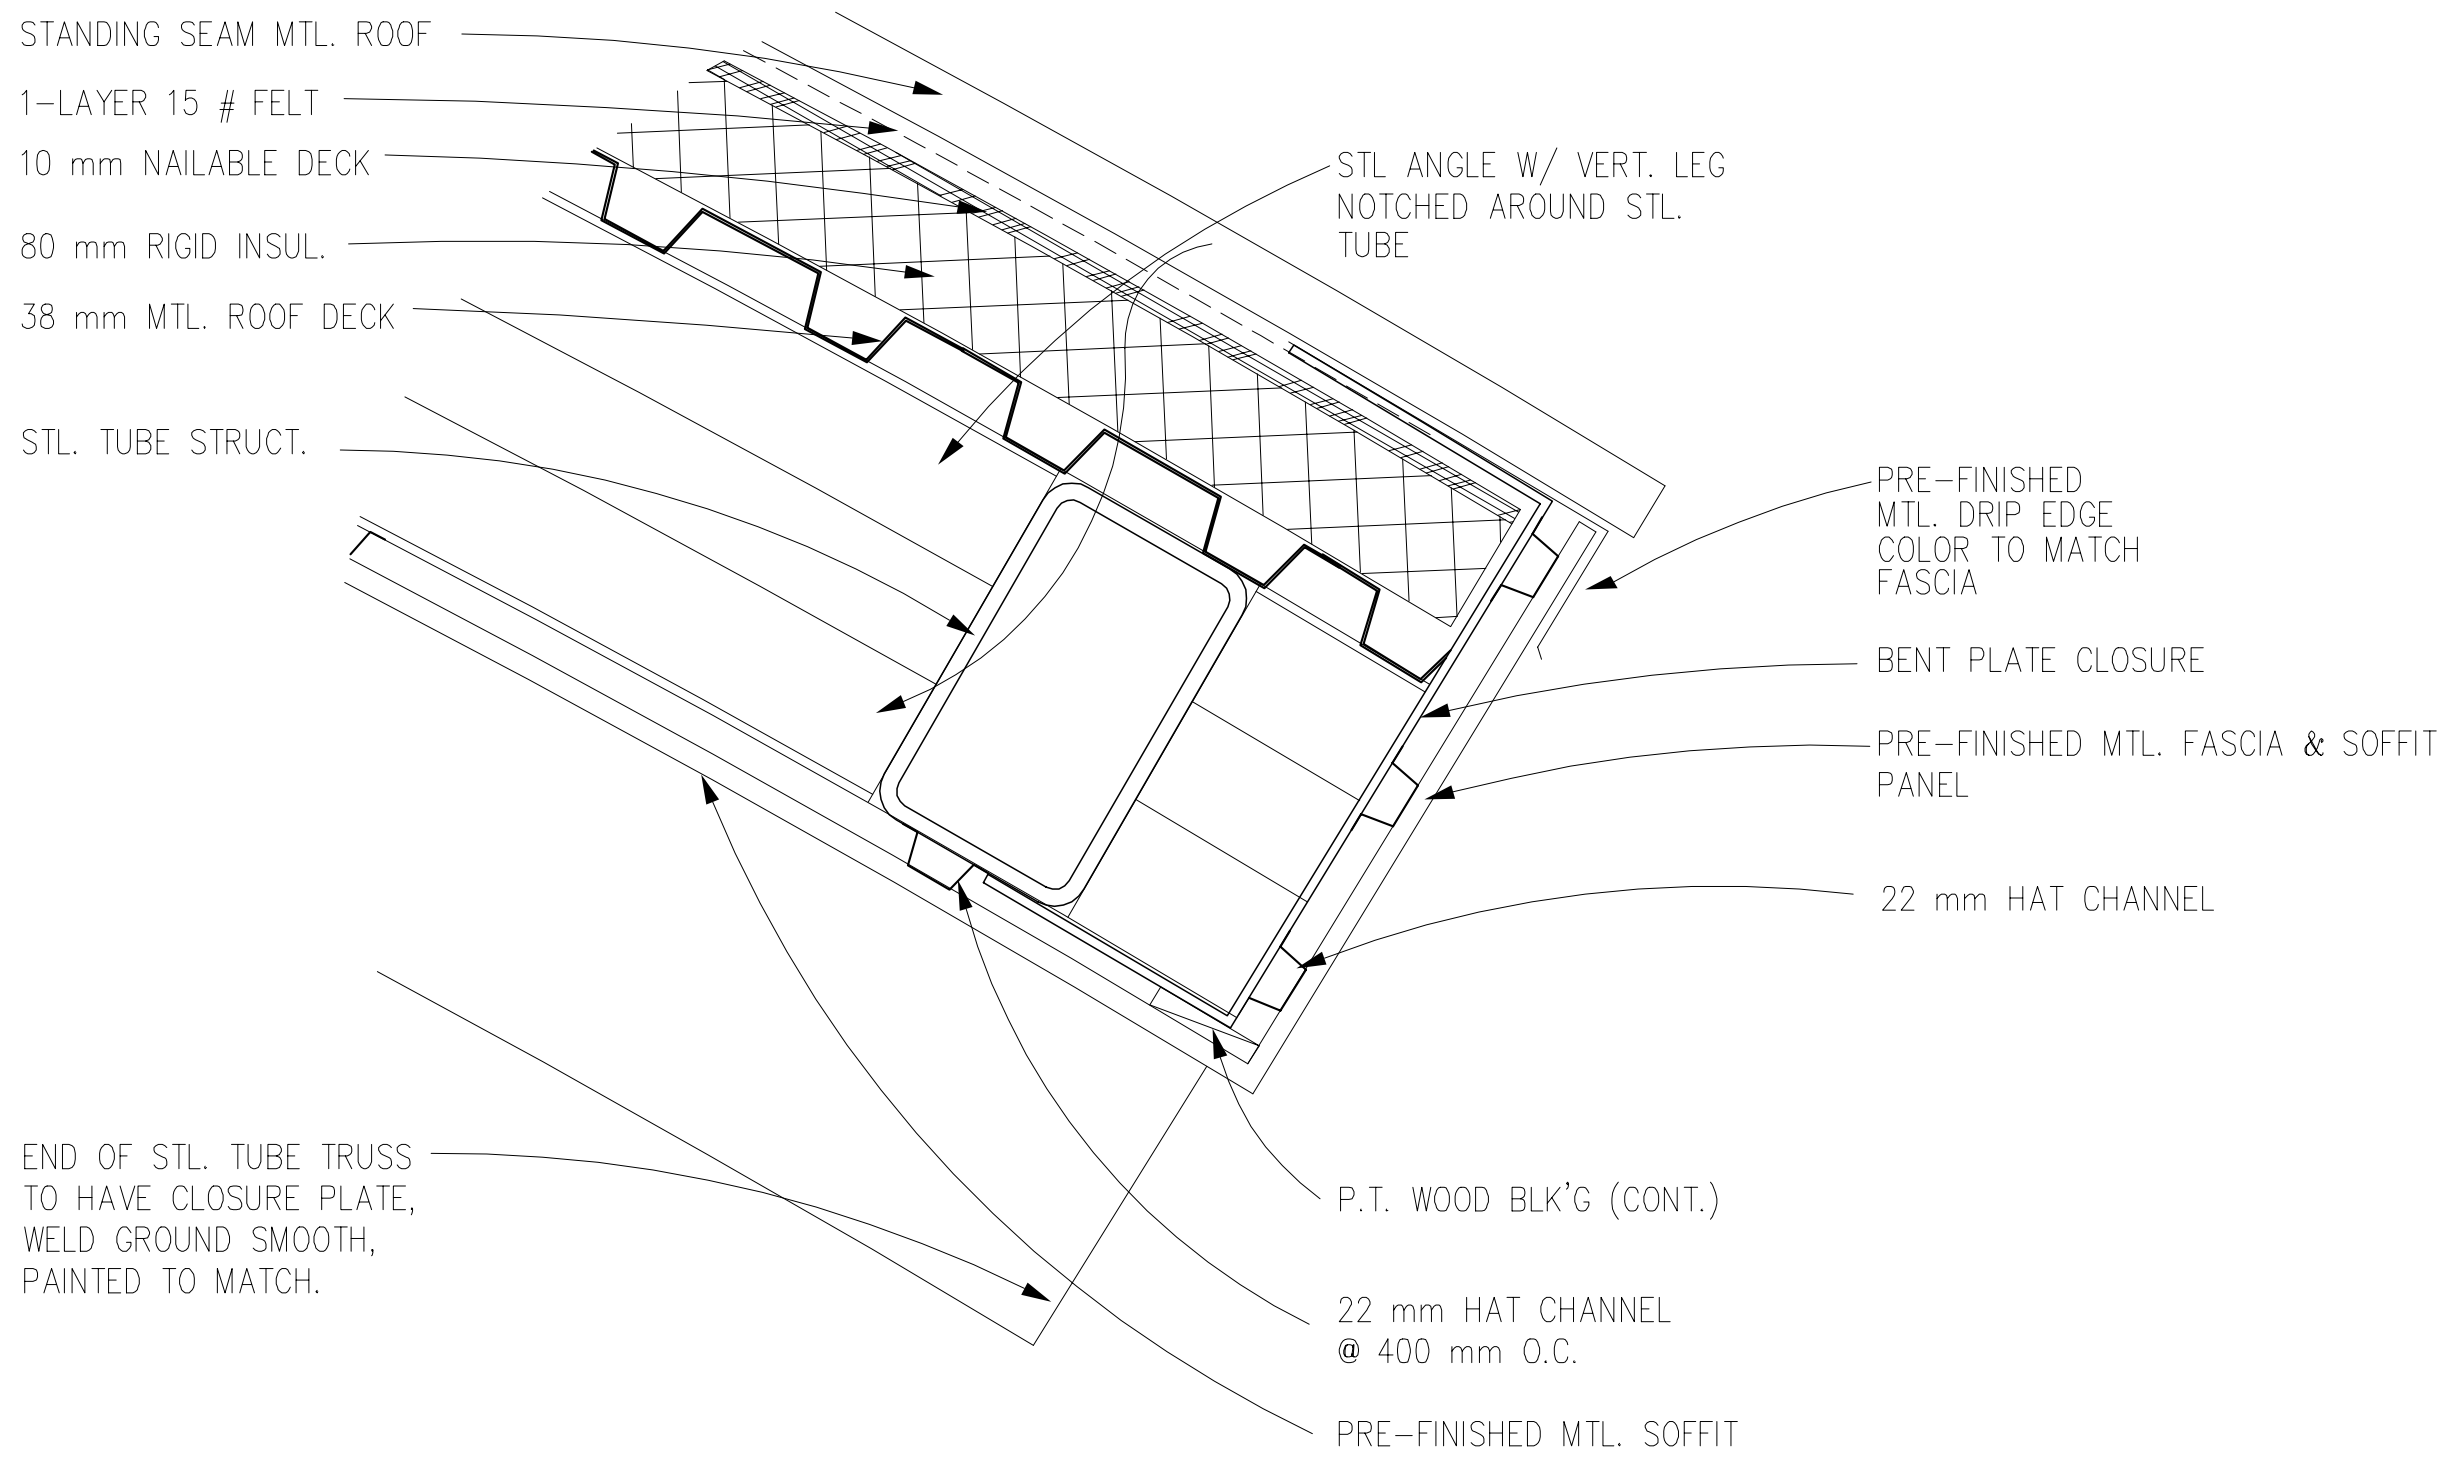 STANDING SEAM MTL. ROOF
1-LAYER 15 # FELT
10 mm NAILABLE DECK
80 mm RIGID INSUL.
38 mm MTL. ROOF DECK
STL. TUBE STRUCT.
STL ANGLE W/ VERT. LEG
NOTCHED AROUND STL.
TUBE
PRE-FINISHED
MTL. DRIP EDGE
COLOR TO MATCH
FASCIA
BENT PLATE CLOSURE
PRE-FINISHED MTL. FASCIA & SOFFIT
PANEL
22 mm HAT CHANNEL
END OF STL. TUBE TRUSS
TO HAVE CLOSURE PLATE,
WELD GROUND SMOOTH,
PAINTED TO MATCH.
P.T. WOOD BLK'G (CONT.)
22 mm HAT CHANNEL
@ 400 mm O.C.
PRE-FINISHED MTL. SOFFIT